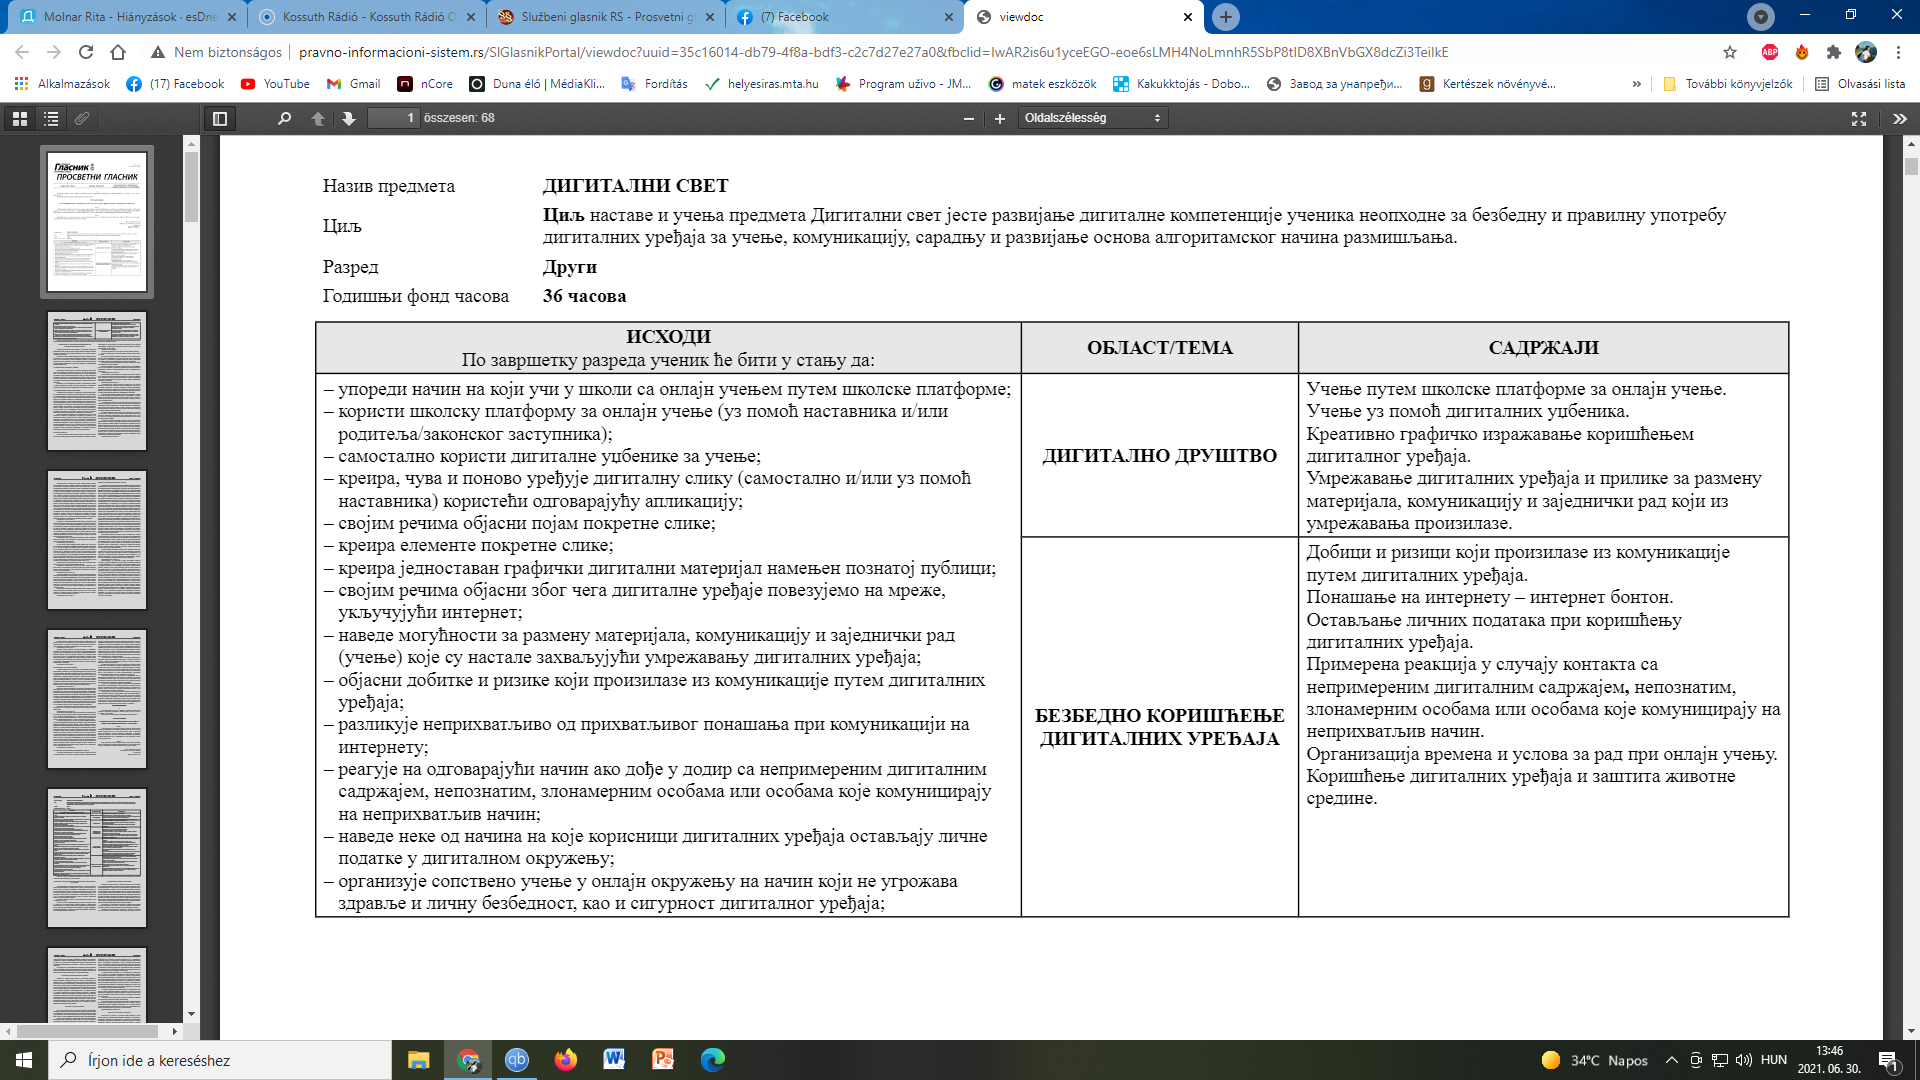 Molnar Rita - Hiányzások · esDne
Kossuth Rádió - Kossuth Rádió O
Službeni glasnik RS - Prosvetni g
(7) Facebook
viewdoc
Nem biztonságos
pravno-informacioni-sistem.rs/SlGlasnikPortal/viewdoc?uuid=35c16014-db79-4f8a-bdf3-c2c7d27e27a0&fbclid=IwAR2is6u1yceEGO-eoe6sLMH4NoLmnhR5SbP8tID8XBnVbGX8dcZi3TeilkE
ABP
Alkalmazások
(17) Facebook
YouTube
Gmail
nCore
Duna élő | MédiaKli...
Fordítás
helyesiras.mta.hu
Program uživo - JM...
matek eszközök
Kakukktojás - Dobo...
Завод за унапређи...
Kertészek növényvé...
További könyvjelzők
Olvasási lista
1 összesen: 68
Oldalszélesség
Гласник
ПРОСВЕТНИ ГЛАСНИК
Назив предмета ДИГИТАЛНИ СВЕТ
Циљ
Циљ наставе и учења предмета Дигитални свет јесте развијање дигиталне компетенције ученика неопходне за безбедну и правилну употребу
дигиталних уређаја за учење, комуникацију, сарадњу и развијање основа алгоритамског начина размишљања.
Разред Други
Годишњи фонд часова 36 часова
ИСХОДИ
По завршетку разреда ученик ће бити у стању да:
ОБЛАСТ/ТЕМА
САДРЖАЈИ
– упореди начин на који учи у школи са онлајн учењем путем школске платформе;
– користи школску платформу за онлајн учење (уз помоћ наставника и/или
родитеља/законског заступника);
– самостално користи дигиталне уџбенике за учење;
– креира, чува и поново уређује дигиталну слику (самостално и/или уз помоћ
наставника) користећи одговарајућу апликацију;
– својим речима објасни појам покретне слике;
– креира елементе покретне слике;
– креира једноставан графички дигитални материјал намењен познатој публици;
– својим речима објасни због чега дигиталне уређаје повезујемо на мреже,
укључујући интернет;
– наведе могућности за размену материјала, комуникацију и заједнички рад
(учење) које су настале захваљујући умрежавању дигиталних уређаја;
– објасни добитке и ризике који произилазе из комуникације путем дигиталних
уређаја;
– разликује неприхватљиво од прихватљивог понашања при комуникацији на
интернету;
– реагује на одговарајући начин ако дође у додир са непримереним дигиталним
садржајем, непознатим, злонамерним особама или особама које комуницирају
на неприхватљив начин;
– наведе неке од начина на које корисници дигиталних уређаја остављају личне
податке у дигиталном окружењу;
– организује сопствено учење у онлајн окружењу на начин који не угрожава
здравље и личну безбедност, као и сигурност дигиталног уређаја;
ДИГИТАЛНО ДРУШТВО
Учење путем школске платформе за онлајн учење.
Учење уз помоћ дигиталних уџбеника.
Креативно графичко изражавање коришћењем
дигиталног уређаја.
Умрежавање дигиталних уређаја и прилике за размену
материјала, комуникацију и заједнички рад који из
умрежавања произилазе.
БЕЗБЕДНО КОРИШЋЕЊЕ
ДИГИТАЛНИХ УРЕЂАЈА
Добици и ризици који произилазе из комуникације
путем дигиталних уређаја.
Понашање на интернету – интернет бонтон.
Остављање личних података при коришћењу
дигиталних уређаја.
Примерена реакција у случају контакта са
непримереним дигиталним садржајем, непознатим,
злонамерним особама или особама које комуницирају на
неприхватљив начин.
Организација времена и услова за рад при онлајн учењу.
Коришћење дигиталних уређаја и заштита животне
средине.
Írjon ide a kereséshez
34°C Napos
HUN
13:46
2021. 06. 30.
1